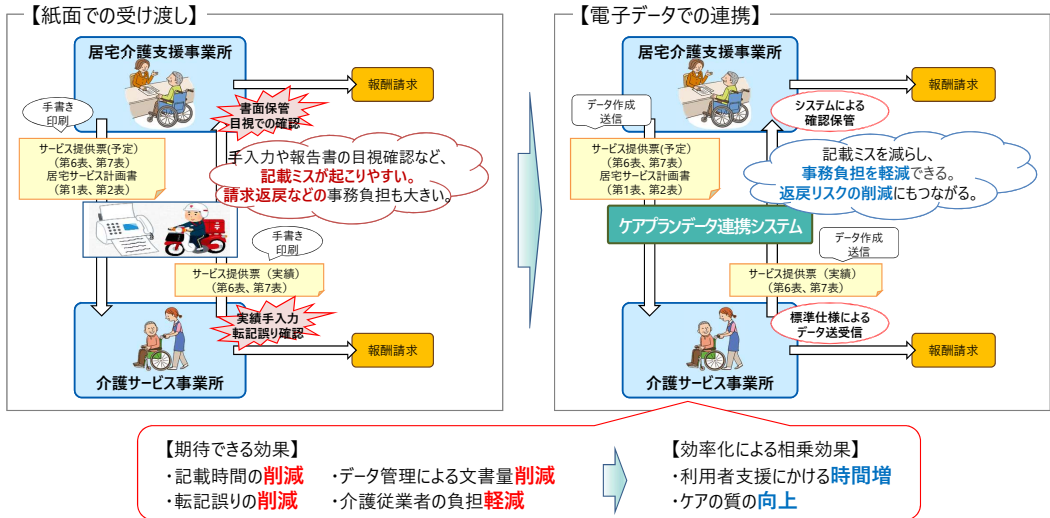 【紙面での受け渡し】
居宅介護支援事業所
報酬請求
手書き
印刷
書面保管
目視での確認
サービス提供票(予定)
(第6表、第7表)
居宅サービス計画書
(第1表、第2表)
手入力や報告書の目視確認など、
記載ミスが起こりやすい。
請求返戻などの事務負担も大きい。
手書き
印刷
サービス提供票（実績）
(第6表、第7表)
実績手入力
転記誤り確認
報酬請求
介護サービス事業所
【電子データでの連携】
居宅介護支援事業所
報酬請求
データ作成
送信
システムによる
確認保管
サービス提供票(予定)
(第6表、第7表)
居宅サービス計画書
(第1表、第2表)
記載ミスを減らし、
事務負担を軽減できる。
返戻リスクの削減にもつながる。
ケアプランデータ連携システム
データ作成
送信
サービス提供票（実績）
(第6表、第7表)
標準仕様による
データ送受信
報酬請求
介護サービス事業所
【期待できる効果】
・記載時間の削減
・転記誤りの削減
・データ管理による文書量削減
・介護従業者の負担軽減
【効率化による相乗効果】
・利用者支援にかける時間増
・ケアの質の向上